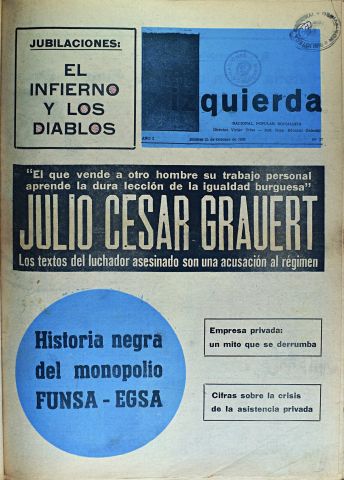 JUBILACIONES:
EL
INFIERNO
Y LOS
DIABLOS
izquierda
NACIONAL, POPULAR, SOCIALISTA
AÑO I
"El que vende a otro hombre su trabajo personal
aprende la dura lección de la igualdad burguesa"
JULIO CESAR GRAUERT
Los textos del luchador asesinado son una acusación al régimen
Historia negra
del monopolio
FUNSA - EGSA
Empresa privada:
un mito que se derrumba
Cifras sobre la crisis
de la asistencia privada